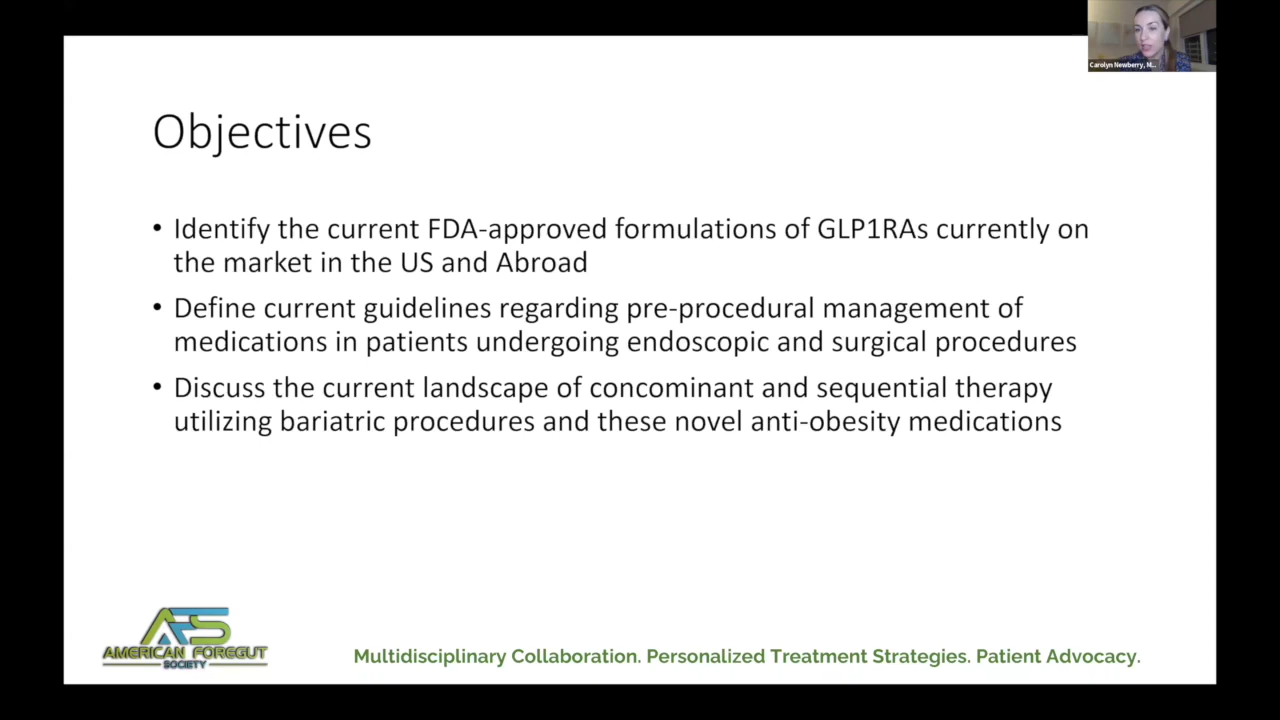 Carolyn Newberry, M...
Objectives
• Identify the current FDA-approved formulations of GLP1RAs currently on
the market in the US and Abroad
• Define current guidelines regarding pre-procedural management of
medications in patients undergoing endoscopic and surgical procedures
• Discuss the current landscape of concominant and sequential therapy
utilizing bariatric procedures and these novel anti-obesity medications
AFS
AMERICAN FOREGUT
SOCIETY
Multidisciplinary Collaboration. Personalized Treatment Strategies. Patient Advocacy.